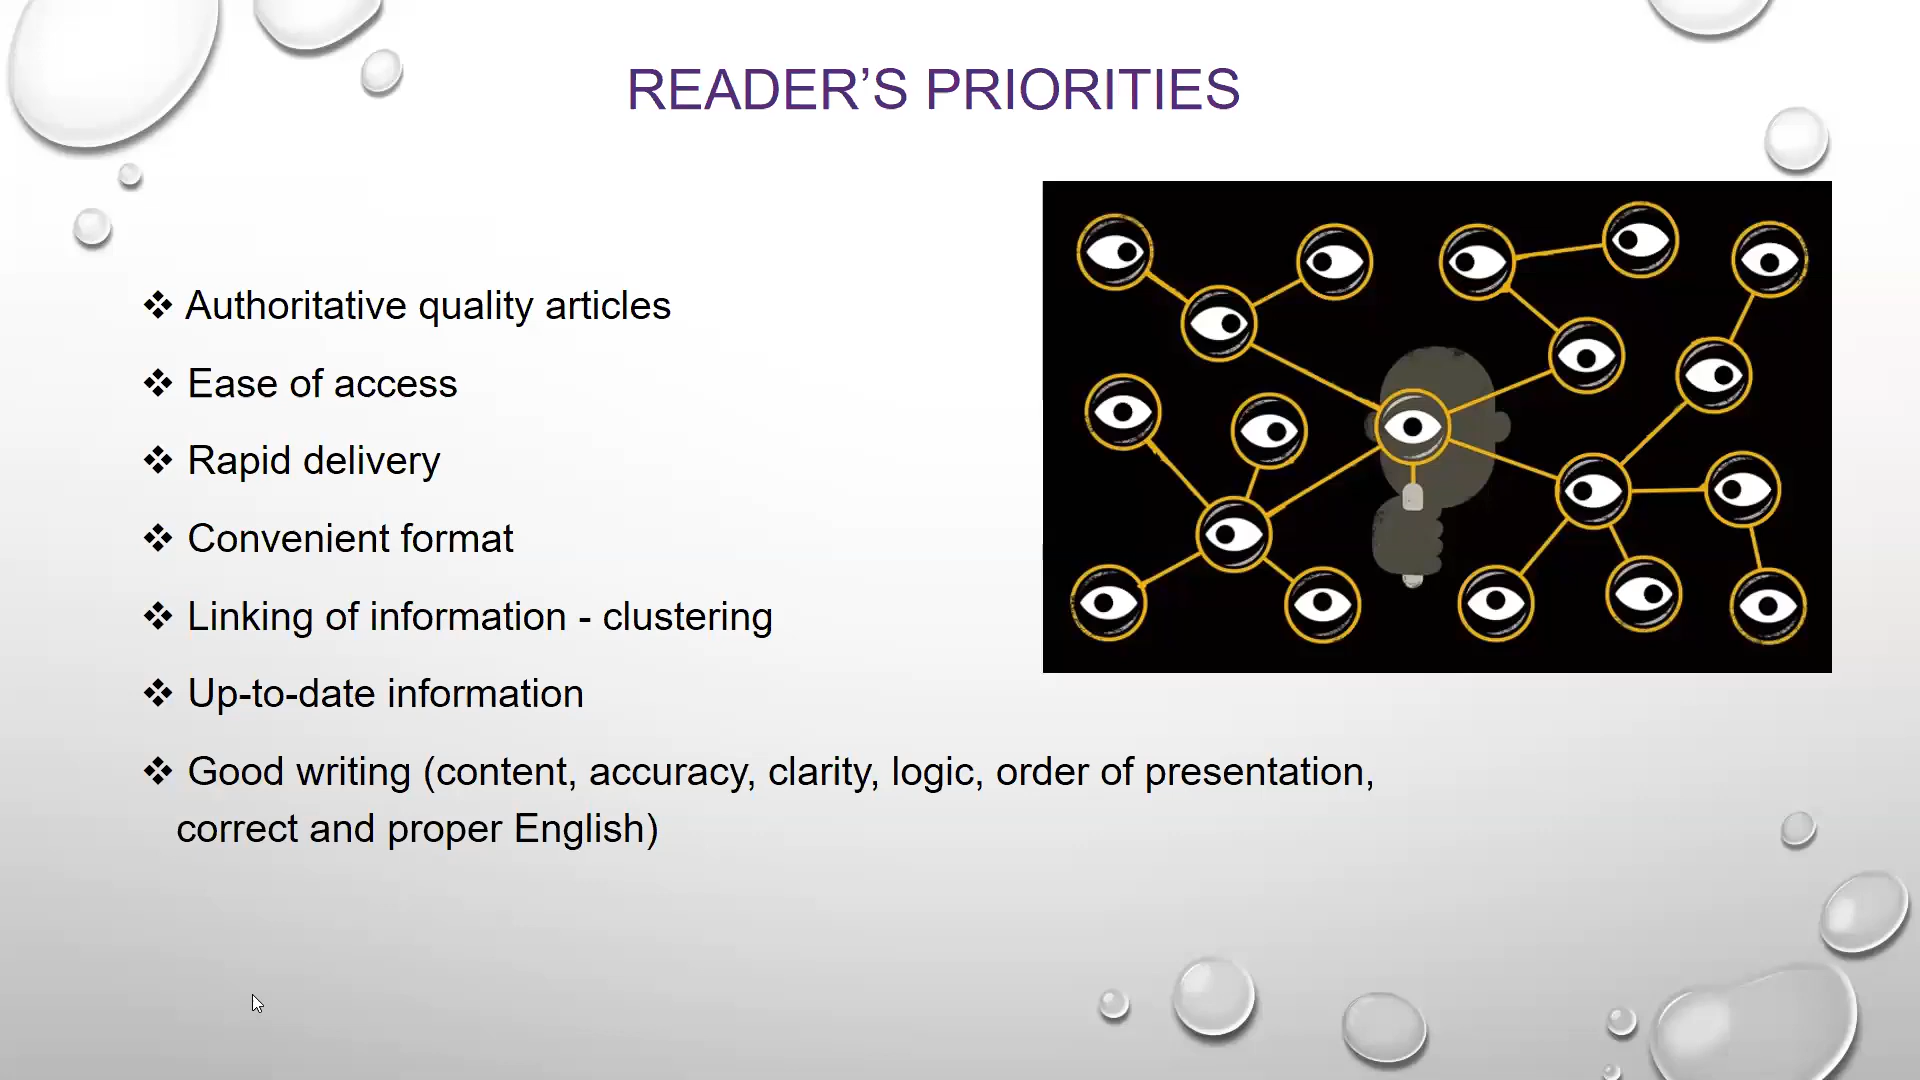 READER’S PRIORITIES
❖ Authoritative quality articles
❖ Ease of access
❖ Rapid delivery
❖ Convenient format
❖ Linking of information - clustering
❖ Up-to-date information
❖ Good writing (content, accuracy, clarity, logic, order of presentation,
correct and proper English)